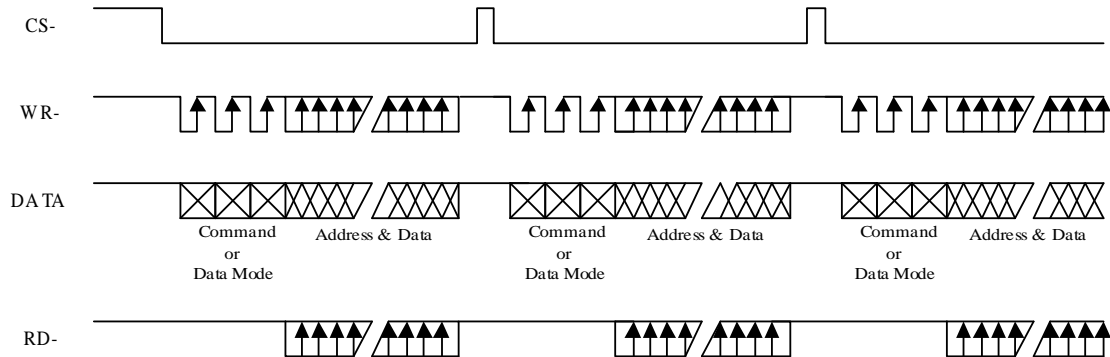 CS-
WR-
DATA
Command
or
Data Mode
Address & Data
Command
or
Data Mode
Address & Data
Command
or
Data Mode
Address & Data
RD-